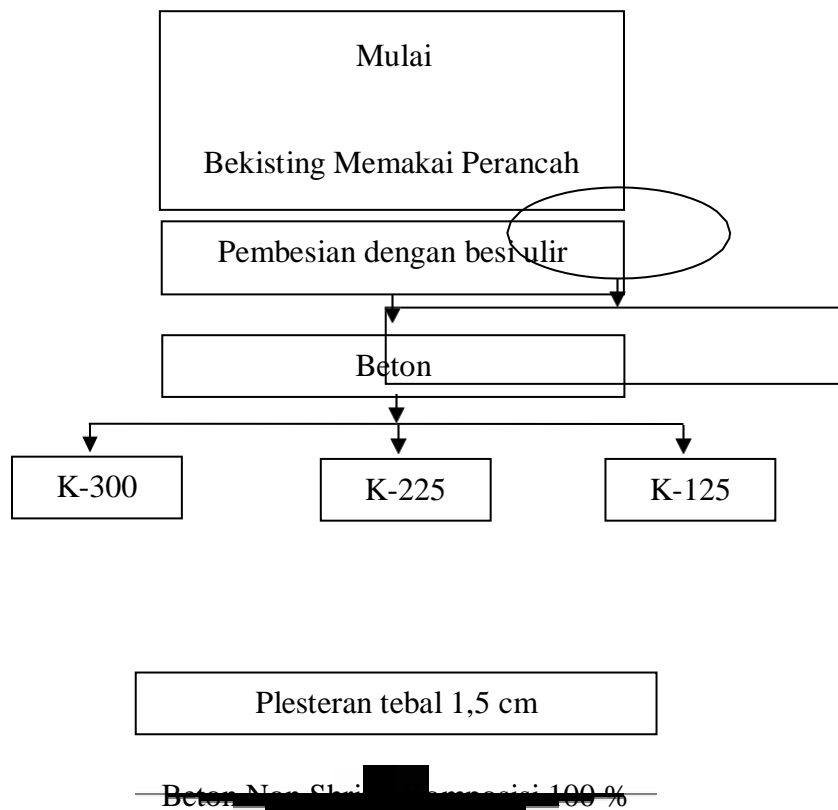 Mulai
Bekisting Memakai Perancah
Pembesian dengan besi ulir
Beton
K-300
K-225
K-125
Plesteran tebal 1,5 cm
Beton Non 100 %